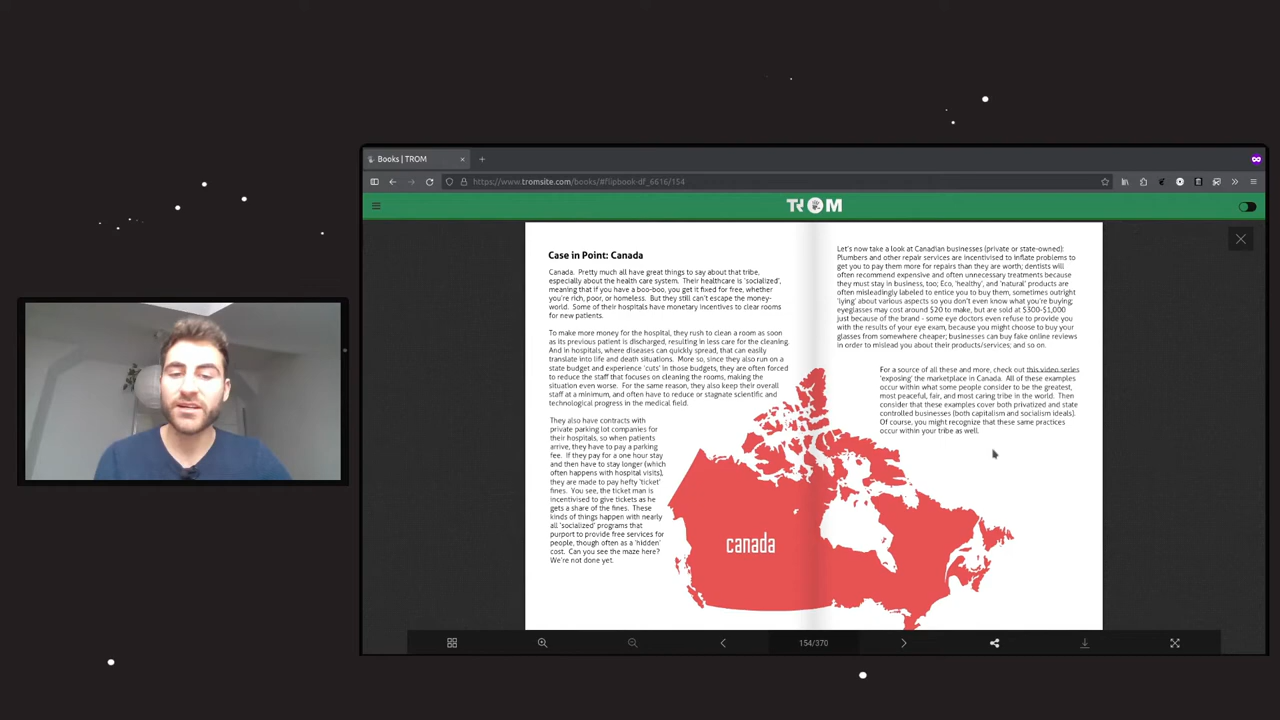 Books | TROM
https://www.tromsite.com/books/#flipbook-df_6616/154
TROM
Case in Point: Canada
Canada. Pretty much all have great things to say about that tribe,
especially about the health care system. Their healthcare is 'socialized',
meaning that if you have a boo-boo, you get it fixed for free, whether
you're rich, poor, or homeless. But they still can't escape the money-
world. Some of their hospitals have monetary incentives to clear rooms
for new patients.
To make more money for the hospital, they rush to clean a room as soon
as its previous patient is discharged, resulting in less care for the cleaning.
And in hospitals, where diseases can quickly spread, that can easily
translate into life and death situations. More so, since they also run on a
state budget and experience 'cuts' in those budgets, they are often forced
to reduce the staff that focuses on cleaning the rooms, making the
situation even worse. For the same reason, they also keep their overall
staff at a minimum, and often have to reduce or stagnate scientific and
technological progress in the medical field.
They also have contracts with
private parking lot companies for
their hospitals, so when patients
arrive, they have to pay a parking
fee. If they pay for a one hour stay
and then have to stay longer (which
often happens with hospital visits),
they are made to pay hefty 'ticket'
fines. You see, the ticket man is
incentivised to give tickets as he
gets a share of the fines. These
kinds of things happen with nearly
all 'socialized' programs that
purport to provide free services for
people, though often as a 'hidden'
cost. Can you see the maze here?
We're not done yet.
Let's now take a look at Canadian businesses (private or state-owned):
Plumbers and other repair services are incentivised to inflate problems to
get you to pay them more for repairs than they are worth; dentists will
often recommend expensive and often unnecessary treatments because
they must stay in business, too; Eco, 'healthy', and 'natural' products are
often misleadingly labeled to entice you to buy them, sometimes outright
'lying' about various aspects so you don't even know what you're buying;
eyeglasses may cost around $20 to make, but are sold at $300-$1,000
just because of the brand - some eye doctors even refuse to provide you
with the results of your eye exam, because you might choose to buy your
glasses from somewhere cheaper; businesses can buy fake online reviews
in order to mislead you about their products/services; and so on.
For a source of all these and more, check out this video series
'exposing' the marketplace in Canada. All of these examples
occur within what some people consider to be the greatest,
most peaceful, fair, and most caring tribe in the world. Then
consider that these examples cover both privatized and state
controlled businesses (both capitalism and socialism ideals).
Of course, you might recognize that these same practices
occur within your tribe as well.
canada
154/370